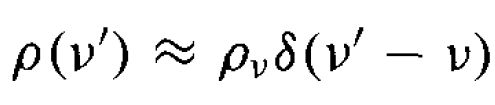 ρ(ν′) ≈ ρ_ν δ(ν′ − ν)